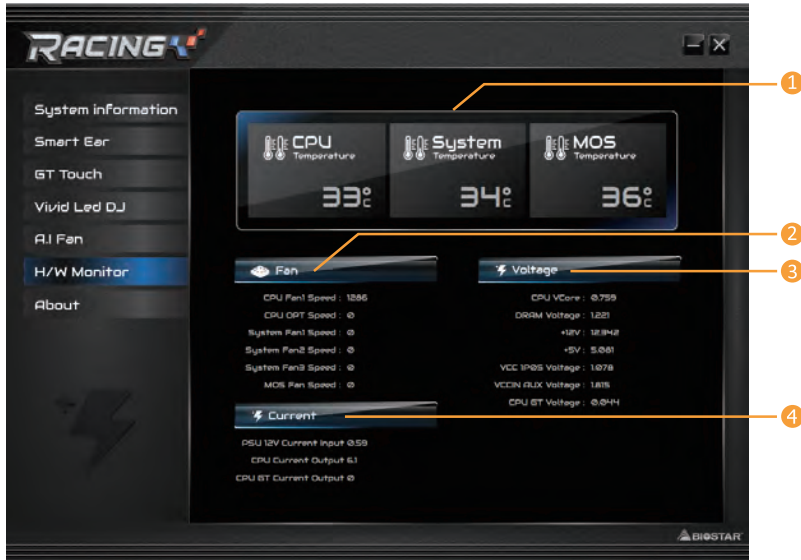 RACING
System information
Smart Ear
GT Touch
Vivid Led DJ
A.I Fan
H/W Monitor
About
1
CPU
Temperature
33°C
System
Temperature
34°C
MOS
Temperature
36°C
2
Fan
CPU Fan1 Speed : 1286
CPU OPT Speed : 0
System Fan1 Speed : 0
System Fan2 Speed : 0
System Fan3 Speed : 0
MOS Fan Speed : 0
3
Voltage
CPU VCore : 0.759
DRAM Voltage : 1.221
+12V : 12.942
+5V : 5.081
VCC 1P05 Voltage : 1.078
VCCIN AUX Voltage : 1.815
CPU GT Voltage : 0.044
4
Current
PSU 12V Current Input 0.59
CPU Current Output 6.1
CPU GT Current Output 0
BIOSTAR